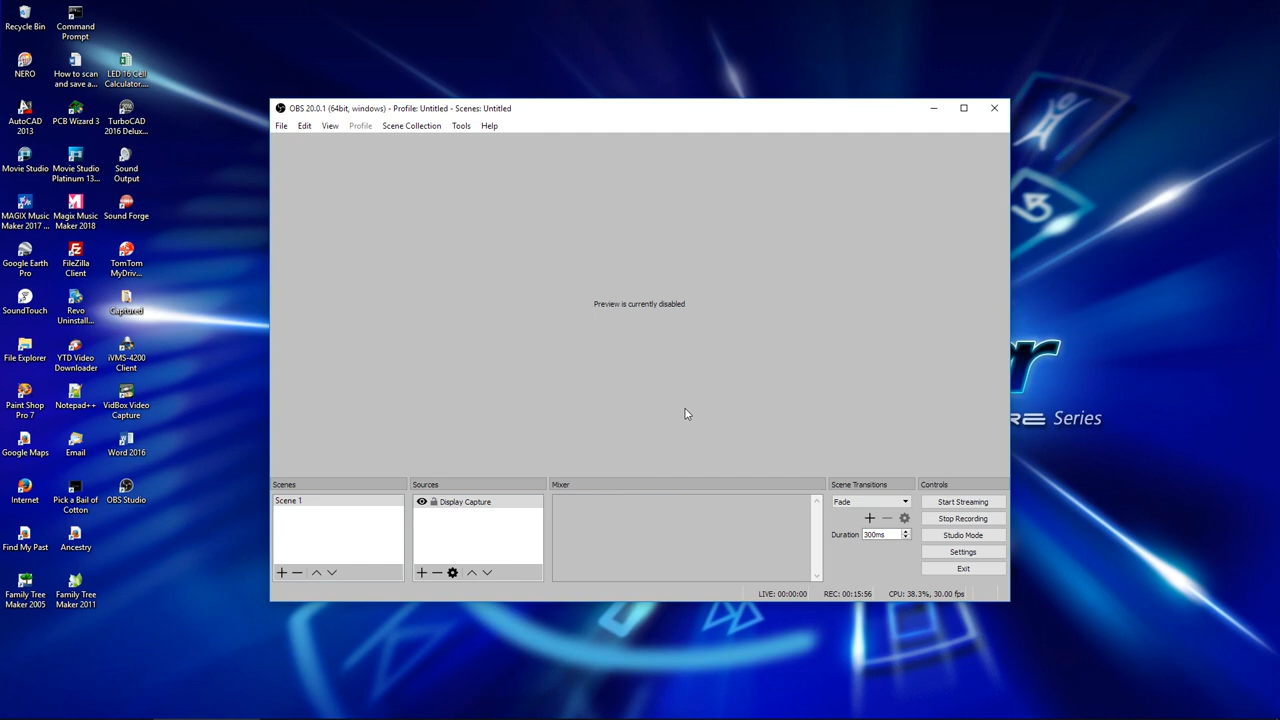 Recycle Bin
Command
Prompt
NERO
How to scan
and save a...
LED 16 Cell
Calculator....
AutoCAD
2013
PCB Wizard 3
TurboCAD
2016 Delux...
Movie Studio
Movie Studio
Platinum 13...
Sound
Output
MAGIX Music
Maker 2017 ...
Magix Music
Maker 2018
Sound Forge
Google Earth
Pro
FileZilla
Client
TomTom
MyDriv...
SoundTouch
Revo
Uninstall...
Captured
File Explorer
YTD Video
Downloader
iVMS-4200
Client
Paint Shop
Pro 7
Notepad++
VidBox Video
Capture
Google Maps
Email
Word 2016
Internet
Pick a Bail of
Cotton
OBS Studio
Find My Past
Ancestry
Family Tree
Maker 2005
Family Tree
Maker 2011
OBS 20.0.1 (64bit, windows) - Profile: Untitled - Scenes: Untitled
File Edit View Profile Scene Collection Tools Help
Preview is currently disabled
Scenes
Scene 1
Sources
Display Capture
Mixer
Scene Transitions
Fade
Duration 300ms
Controls
Start Streaming
Stop Recording
Studio Mode
Settings
Exit
LIVE: 00:00:00 REC: 00:15:56 CPU: 38.3%, 30.00 fps
Series